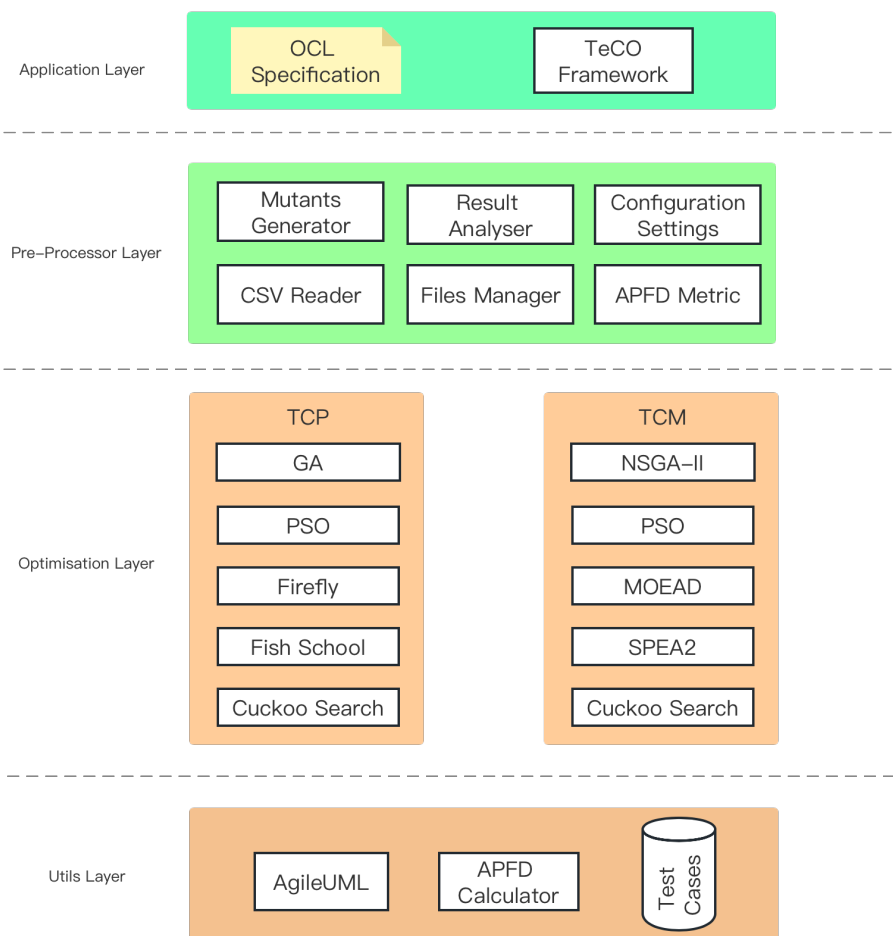 Application Layer
OCL
Specification
TeCO
Framework
Pre-Processor Layer
Mutants
Generator
Result
Analyser
Configuration
Settings
CSV Reader
Files Manager
APFD Metric
Optimisation Layer
TCP
GA
PSO
Firefly
Fish School
Cuckoo Search
TCM
NSGA-II
PSO
MOEAD
SPEA2
Cuckoo Search
Utils Layer
AgileUML
APFD
Calculator
Test
Cases